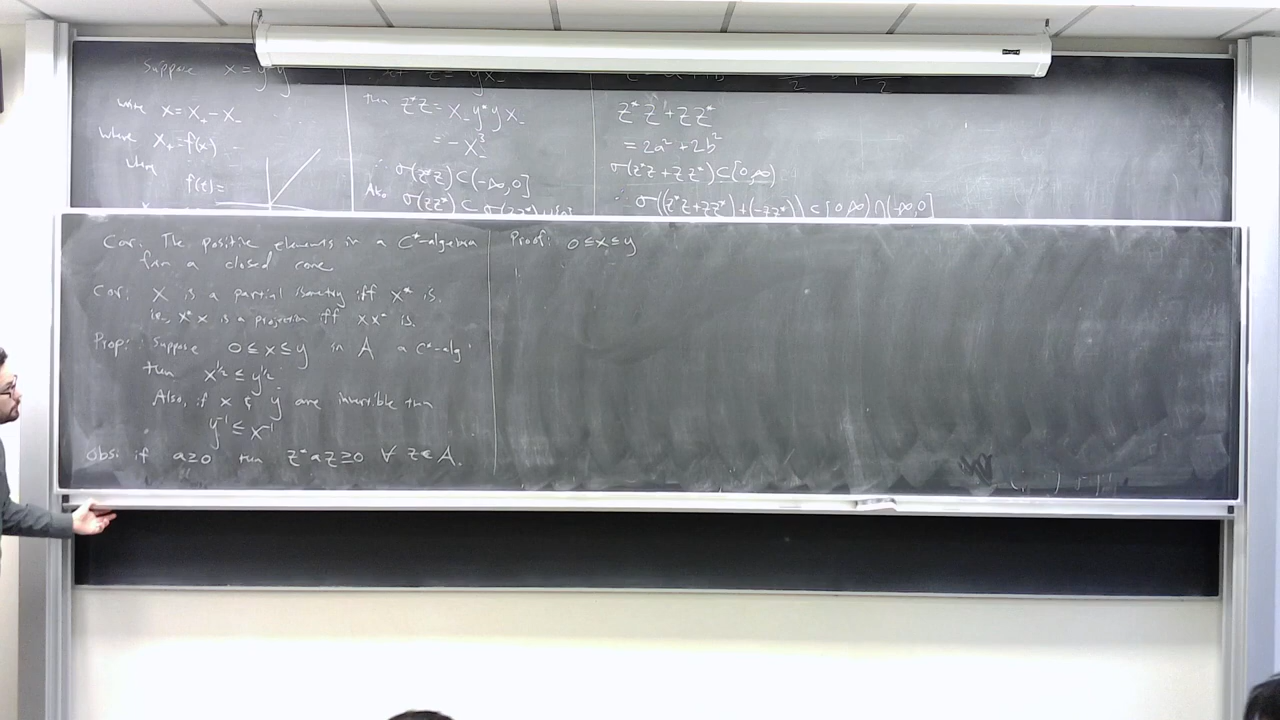 Suppose x = y*y
write x = x₊ - x₋
where x₊ = f(x)
where
f(t) =
z = yx₋
then z*z = x₋y*yx₋
= -x₋³
∴ σ(z*z) ⊂ (-∞,0]
Also σ(zz*) ⊂ σ(z*z) ∪ {0}
z*z + zz*
= 2a² + 2b²
σ(z*z + zz*) ⊂ [0,∞)
∴ σ((z*z + zz*) + (-zz*)) ⊂ [0,∞) ∩ (-∞,0]
Cor: The positive elements in a C*-algebra
form a closed cone
Cor: X is a partial isometry iff X* is.
i.e., x*x is a projection iff xx* is.
Prop: Suppose 0 ≤ x ≤ y in A a C*-alg
then x^½ ≤ y^½.
Also, if x & y are invertible then
y⁻¹ ≤ x⁻¹
Obs: if a ≥ 0 then z*az ≥ 0 ∀ z ∈ A.
Proof: 0 ≤ x ≤ y